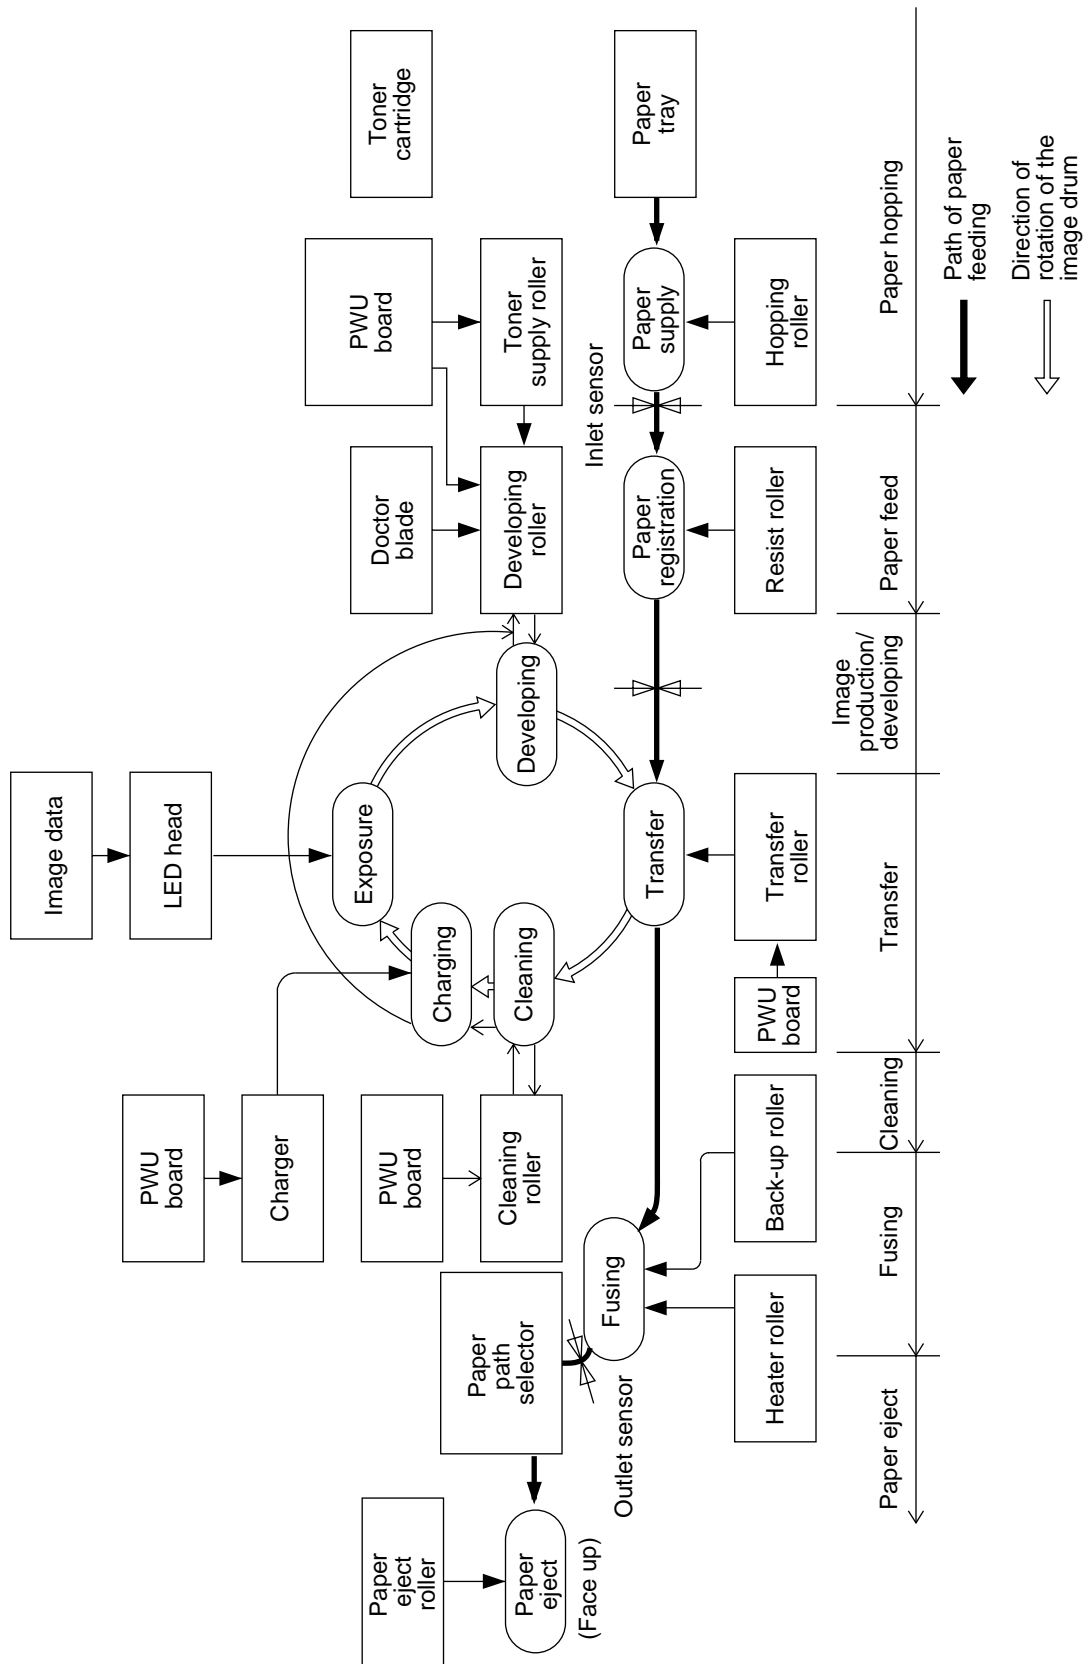 Image data
LED head
PWU
board
Charger
PWU
board
Cleaning
roller
Paper
eject
roller
Paper
path
selector
Paper
eject
(Face up)
Outlet sensor
Fusing
Charging
Cleaning
Exposure
Developing
Transfer
Doctor
blade
Developing
roller
PWU
board
Toner
supply roller
Toner
cartridge
Inlet sensor
Paper
registration
Paper
supply
Paper
tray
Heater roller
Back-up roller
PWU
board
Transfer
roller
Resist roller
Hopping
roller
Paper eject
Fusing
Cleaning
Transfer
Image
production/
developing
Paper feed
Paper hopping
Path of paper
feeding
Direction of
rotation of the
image drum